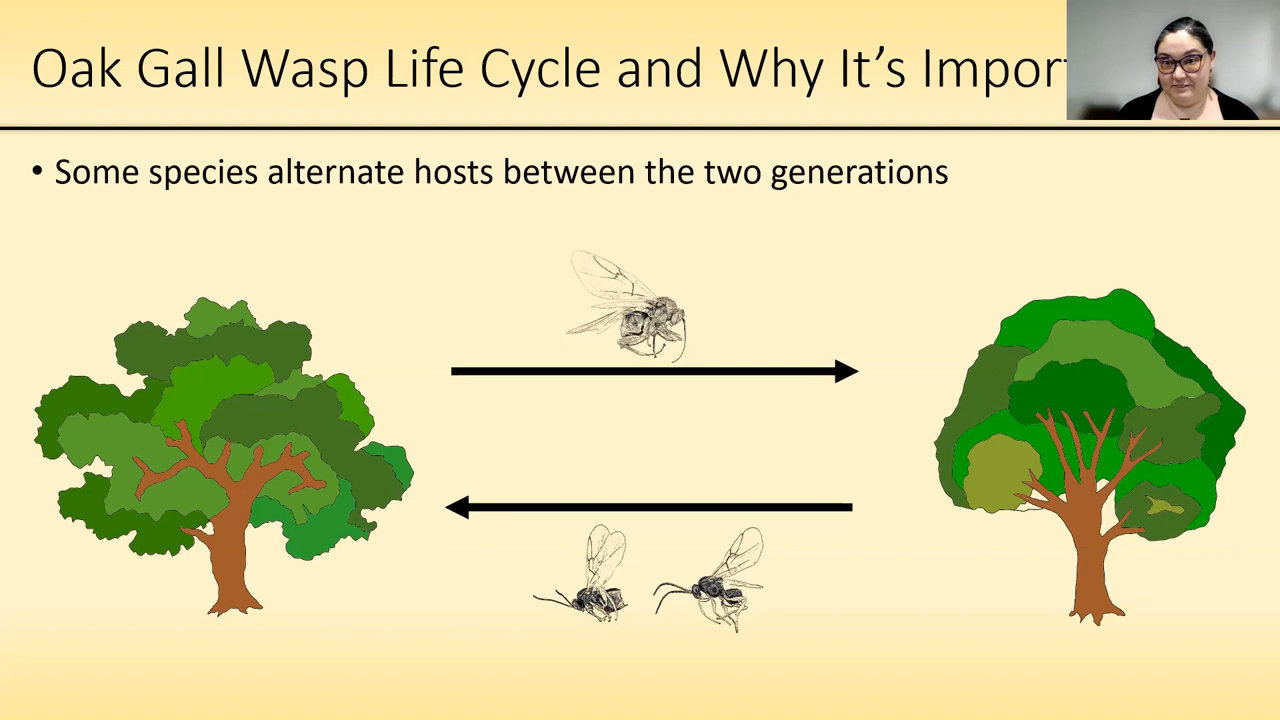 Oak Gall Wasp Life Cycle and Why It’s Impor
• Some species alternate hosts between the two generations